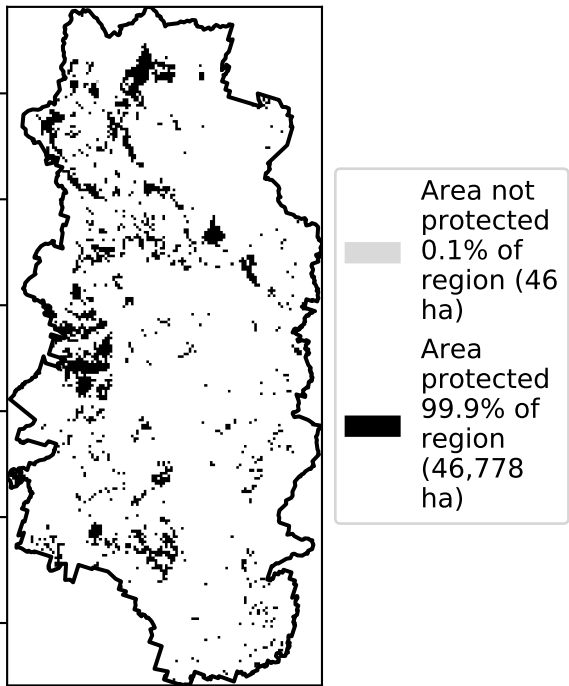 Area not
protected
0.1% of
region (46
ha)
Area
protected
99.9% of
region
(46,778
ha)